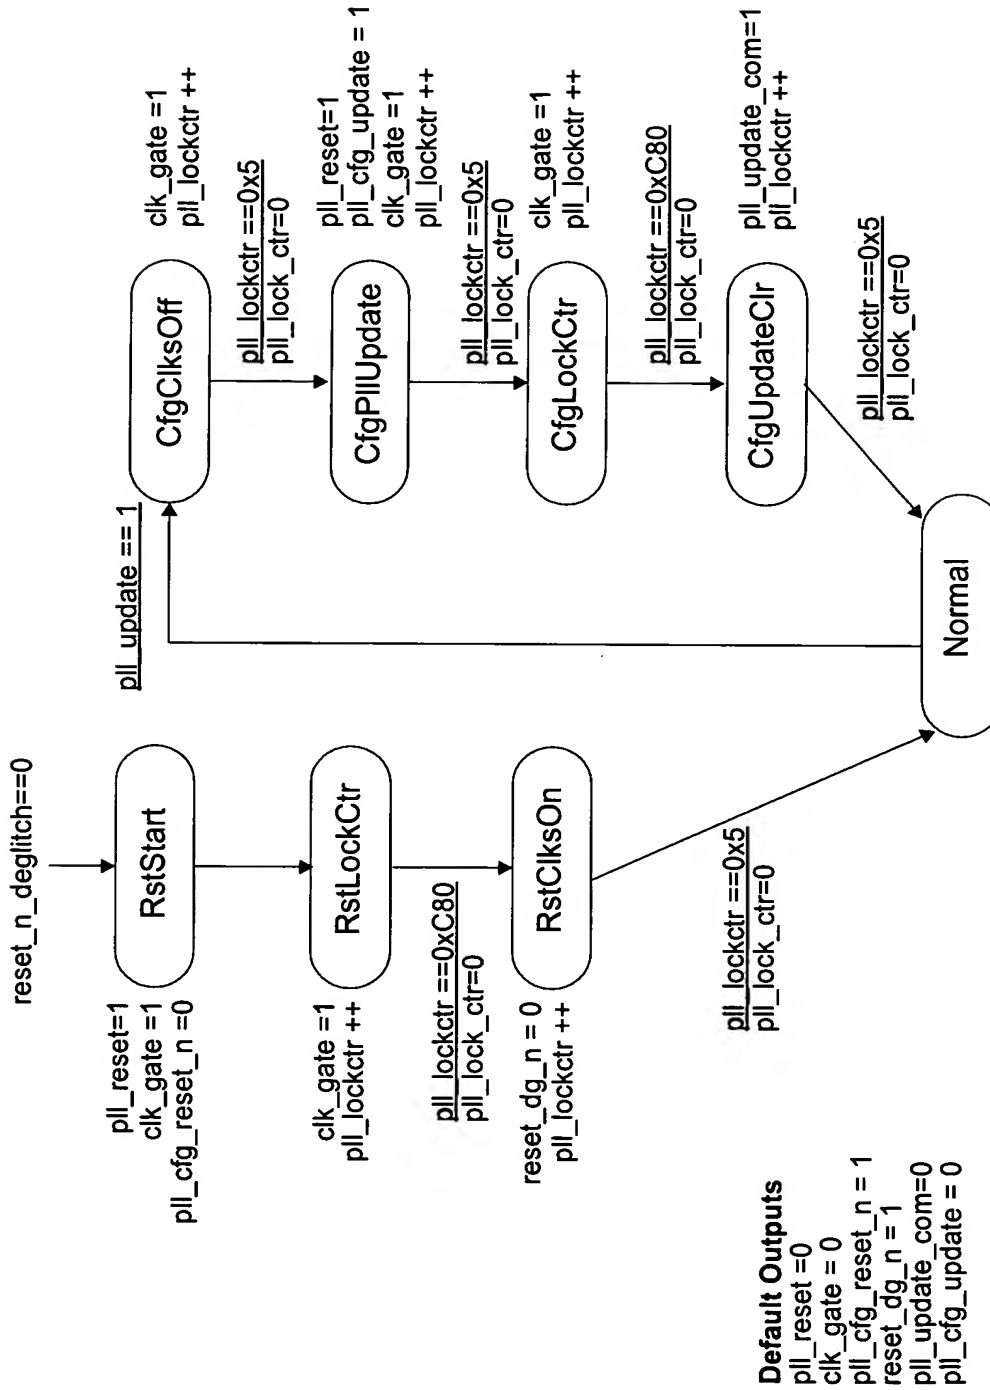 reset_n_deglitch==0
RstStart
pll_reset=1
clk_gate =1
pll_cfg_reset_n =0
RstLockCtr
clk_gate =1
pll_lockctr ++
pll_lockctr ==0xC80
pll_lock_ctr=0
RstClksOn
reset_dg_n = 0
pll_lockctr ++
pll_lockctr ==0x5
pll_lock_ctr=0
Normal
pll_update == 1
CfgClksOff
clk_gate =1
pll_lockctr ++
pll_lockctr ==0x5
pll_lock_ctr=0
CfgPllUpdate
pll_reset=1
pll_cfg_update = 1
clk_gate =1
pll_lockctr ++
pll_lockctr ==0x5
pll_lock_ctr=0
CfgLockCtr
clk_gate =1
pll_lockctr ++
pll_lockctr ==0xC80
pll_lock_ctr=0
CfgUpdateClr
pll_update_com=1
pll_lockctr ++
pll_lockctr ==0x5
pll_lock_ctr=0
Default Outputs
pll_reset =0
clk_gate = 0
pll_cfg_reset_n = 1
reset_dg_n = 1
pll_update_com=0
pll_cfg_update = 0